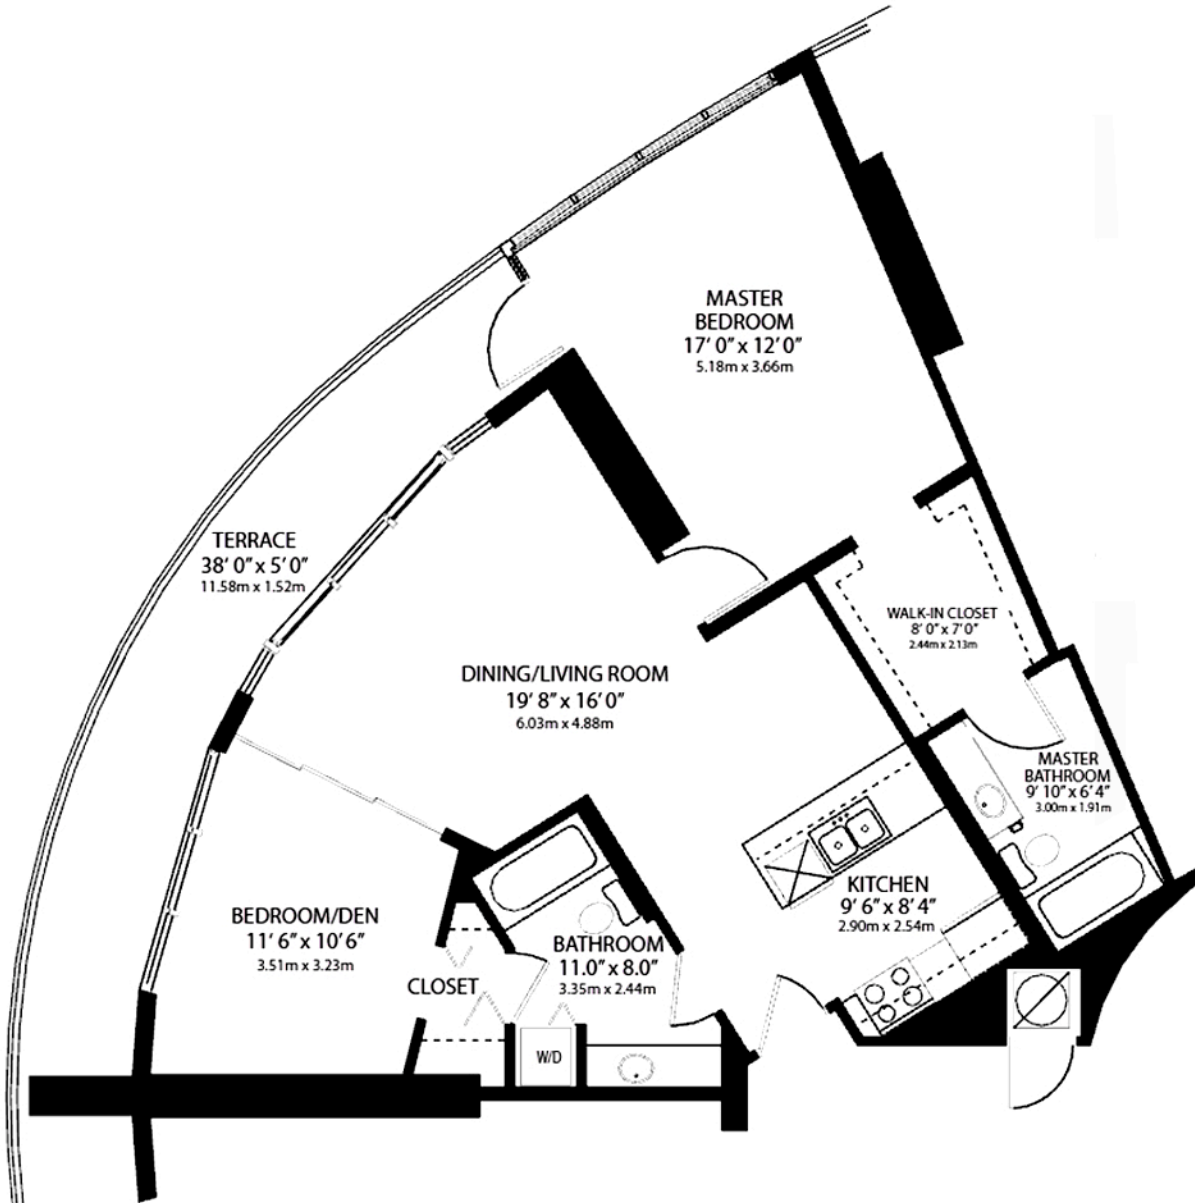 MASTER
BEDROOM
17' 0" x 12' 0"
5.18m x 3.66m
TERRACE
38' 0" x 5' 0"
11.58m x 1.52m
WALK-IN CLOSET
8' 0" x 7' 0"
2.44m x 2.13m
DINING/LIVING ROOM
19' 8" x 16' 0"
6.03m x 4.88m
MASTER
BATHROOM
9' 10" x 6' 4"
3.00m x 1.91m
KITCHEN
9' 6" x 8' 4"
2.90m x 2.54m
BEDROOM/DEN
11' 6" x 10' 6"
3.51m x 3.23m
BATHROOM
11.0" x 8.0"
3.35m x 2.44m
CLOSET
W/D